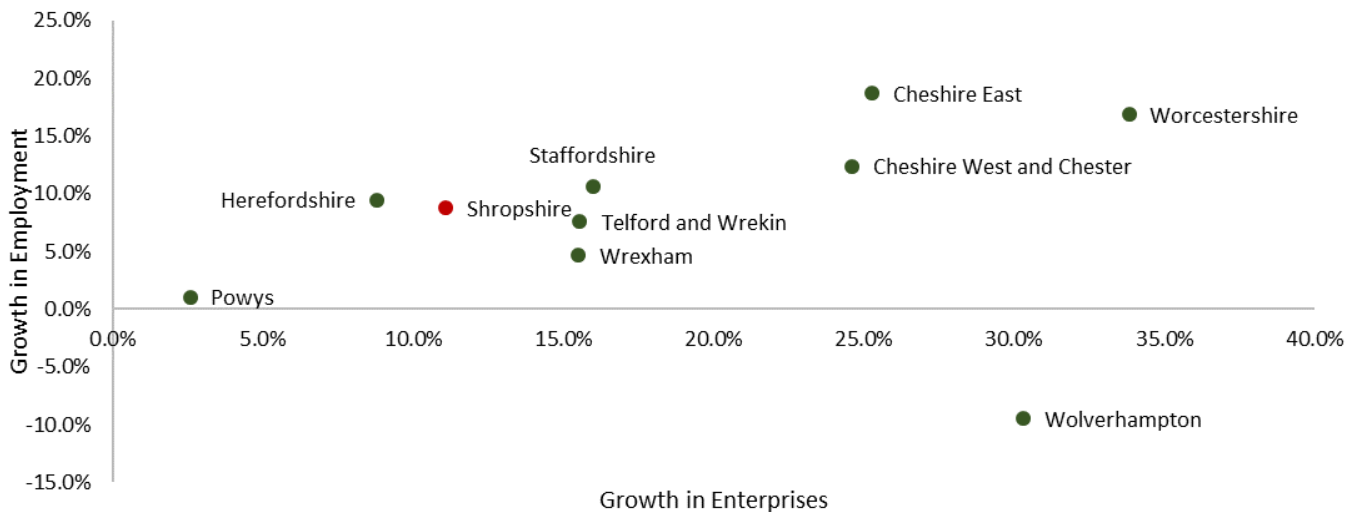 25.0%
20.0%
15.0%
10.0%
5.0%
0.0%
-5.0%
-10.0%
-15.0%
Growth in Employment
Cheshire East
Worcestershire
Staffordshire
Cheshire West and Chester
Herefordshire
Shropshire
Telford and Wrekin
Wrexham
Powys
0.0% 5.0% 10.0% 15.0% 20.0% 25.0% 30.0% 35.0% 40.0%
Wolverhampton
Growth in Enterprises